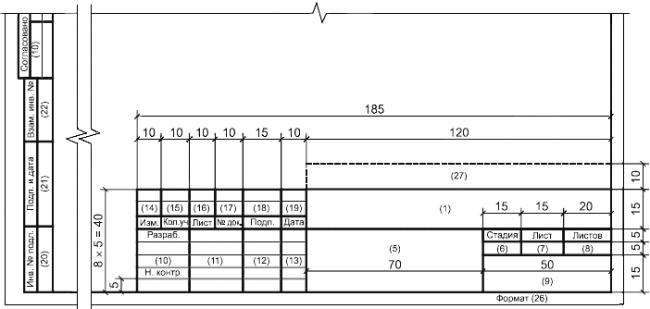 Согласовано
(10)
Взам. инв. №
(22)
Подп. и дата
(21)
Инв. № подл.
(20)
185
10 10 10 10 15 10 120
(27)
10
8 × 5 = 40
(14) (15) (16) (17) (18) (19)
(1)
15 15 20
15
Изм. Кол.уч Лист № док. Подп. Дата
Разраб.
Стадия Лист Листов
5
(5)
(6) (7) (8)
5
(10) (11) (12) (13)
70 50
Н. контр.
5
(9)
15
Формат (26)